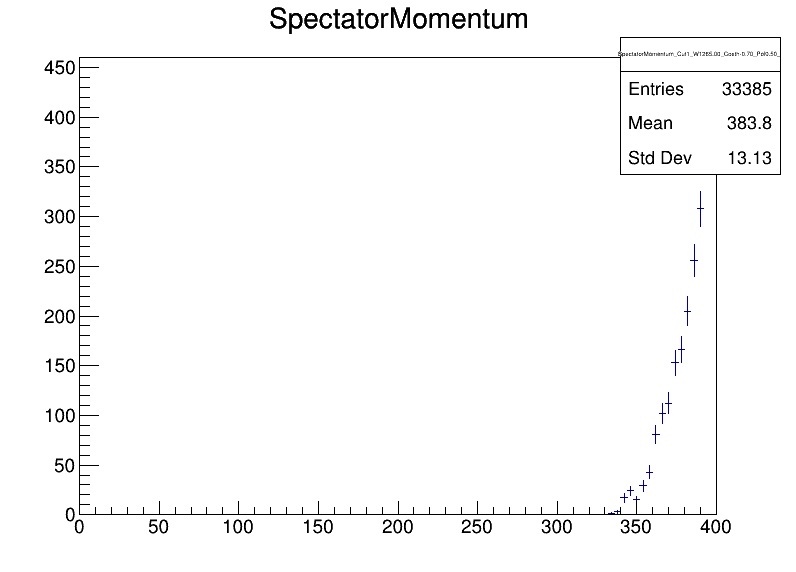 SpectatorMomentum
SpectatorMomentum_Cut1_W1265.00_Costh-0.70_Pol0.50_
Entries 33385
Mean 383.8
Std Dev 13.13
450
400
350
300
250
200
150
100
50
0
0 50 100 150 200 250 300 350 400